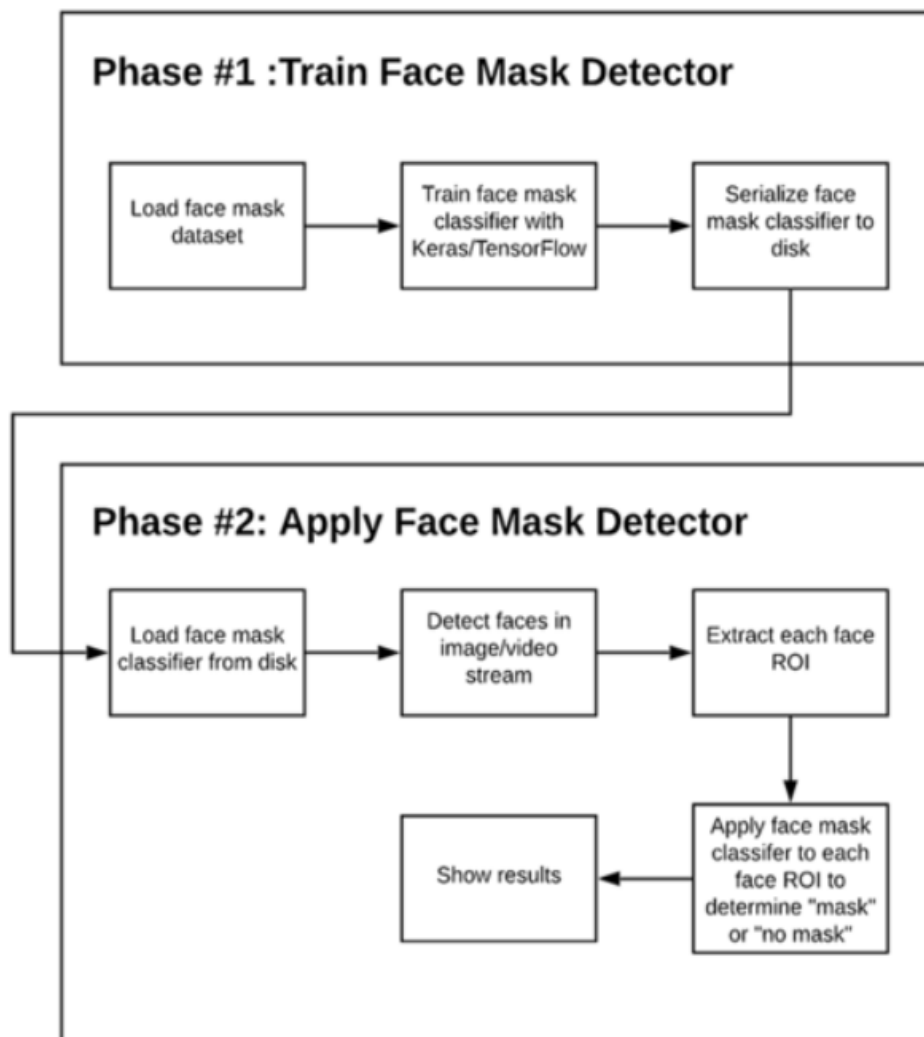 Phase #1 :Train Face Mask Detector
Load face mask
dataset
Train face mask
classifier with
Keras/TensorFlow
Serialize face
mask classifier to
disk
Phase #2: Apply Face Mask Detector
Load face mask
classifier from disk
Detect faces in
image/video
stream
Extract each face
ROI
Apply face mask
classifer to each
face ROI to
determine "mask"
or "no mask"
Show results